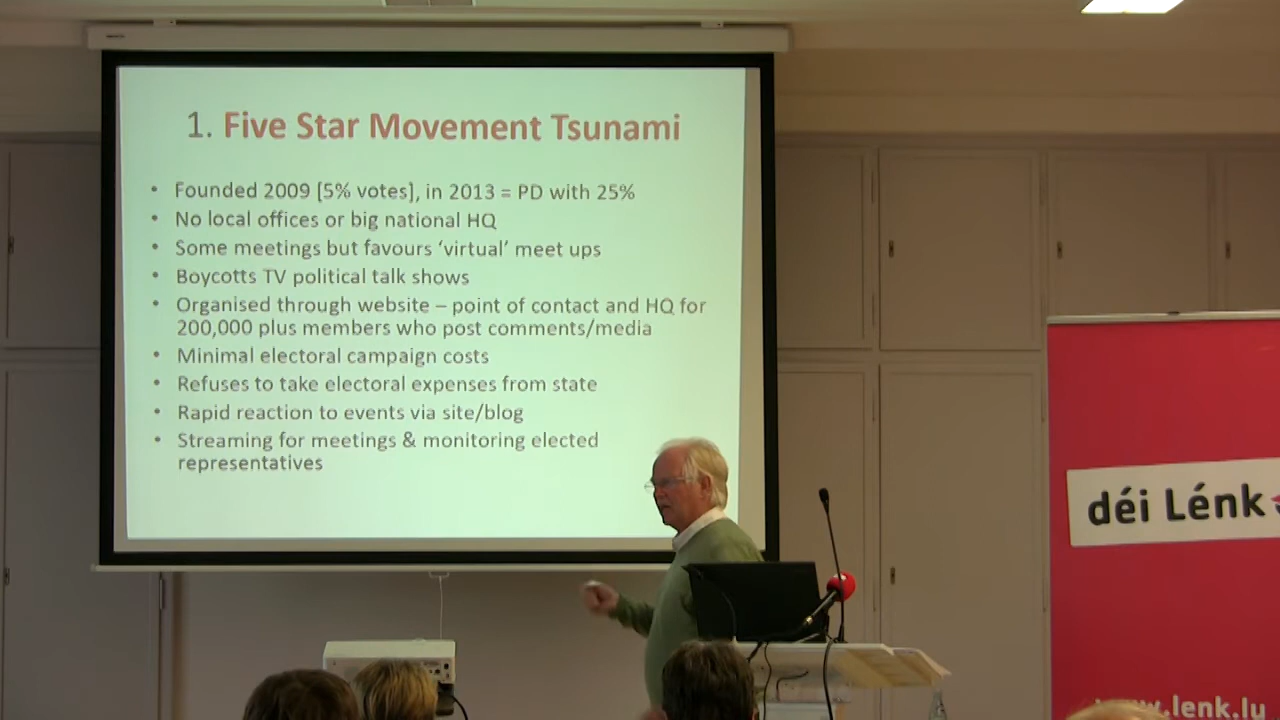 1. Five Star Movement Tsunami
• Founded 2009 [5% votes], in 2013 = PD with 25%
• No local offices or big national HQ
• Some meetings but favours ‘virtual’ meet ups
• Boycotts TV political talk shows
• Organised through website – point of contact and HQ for
200,000 plus members who post comments/media
• Minimal electoral campaign costs
• Refuses to take electoral expenses from state
• Rapid reaction to events via site/blog
• Streaming for meetings & monitoring elected
representatives
déi Lénk
www.lenk.lu